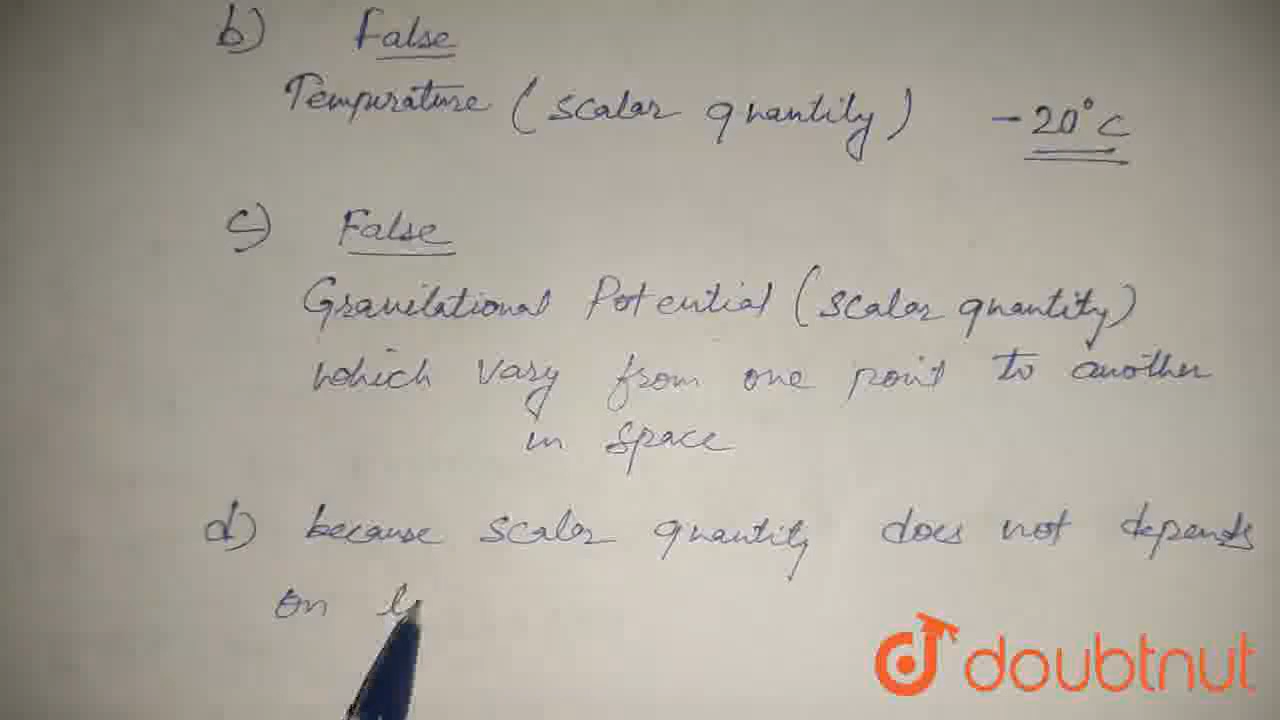 b) False
Tempurature (scalar quantity) -20°C
c) False
Gravitational Potential (scalar quantity)
which vary from one point to another
in space
d) because scalar quantity does not depends
on
doubtnut